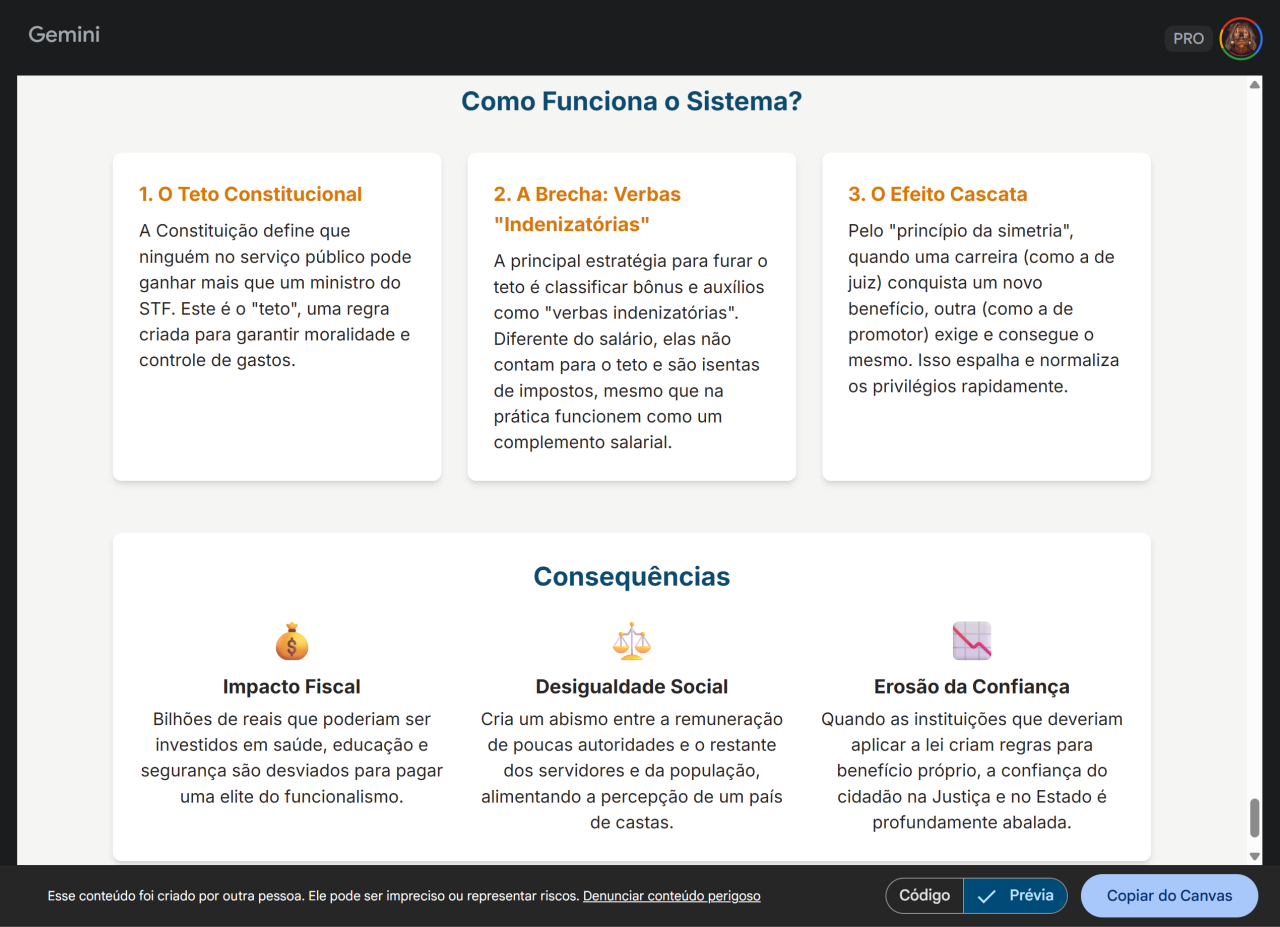 Gemini
PRO
Como Funciona o Sistema?
1. O Teto Constitucional
A Constituição define que
ninguém no serviço público pode
ganhar mais que um ministro do
STF. Este é o "teto", uma regra
criada para garantir moralidade e
controle de gastos.
2. A Brecha: Verbas
"Indenizatórias"
A principal estratégia para furar o
teto é classificar bônus e auxílios
como "verbas indenizatórias".
Diferente do salário, elas não
contam para o teto e são isentas
de impostos, mesmo que na
prática funcionem como um
complemento salarial.
3. O Efeito Cascata
Pelo "princípio da simetria",
quando uma carreira (como a de
juiz) conquista um novo
benefício, outra (como a de
promotor) exige e consegue o
mesmo. Isso espalha e normaliza
os privilégios rapidamente.
Consequências
$
Impacto Fiscal
Bilhões de reais que poderiam ser
investidos em saúde, educação e
segurança são desviados para pagar
uma elite do funcionalismo.
Desigualdade Social
Cria um abismo entre a remuneração
de poucas autoridades e o restante
dos servidores e da população,
alimentando a percepção de um país
de castas.
Erosão da Confiança
Quando as instituições que deveriam
aplicar a lei criam regras para
benefício próprio, a confiança do
cidadão na Justiça e no Estado é
profundamente abalada.
Esse conteúdo foi criado por outra pessoa. Ele pode ser impreciso ou representar riscos. Denunciar conteúdo perigoso
Código
Prévia
Copiar do Canvas